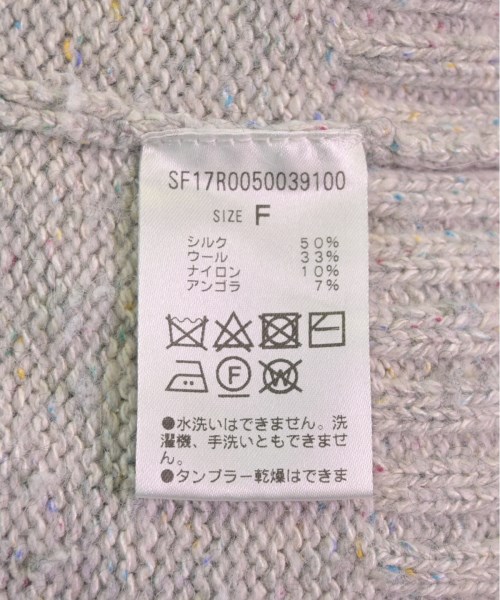 SF17R0050039100
SIZE F
シルク 50%
ウール 33%
ナイロン 10%
アンゴラ 7%
F W
●水洗いはできません。洗
濯機、手洗いともできませ
ん。
●タンブラー乾燥はできま